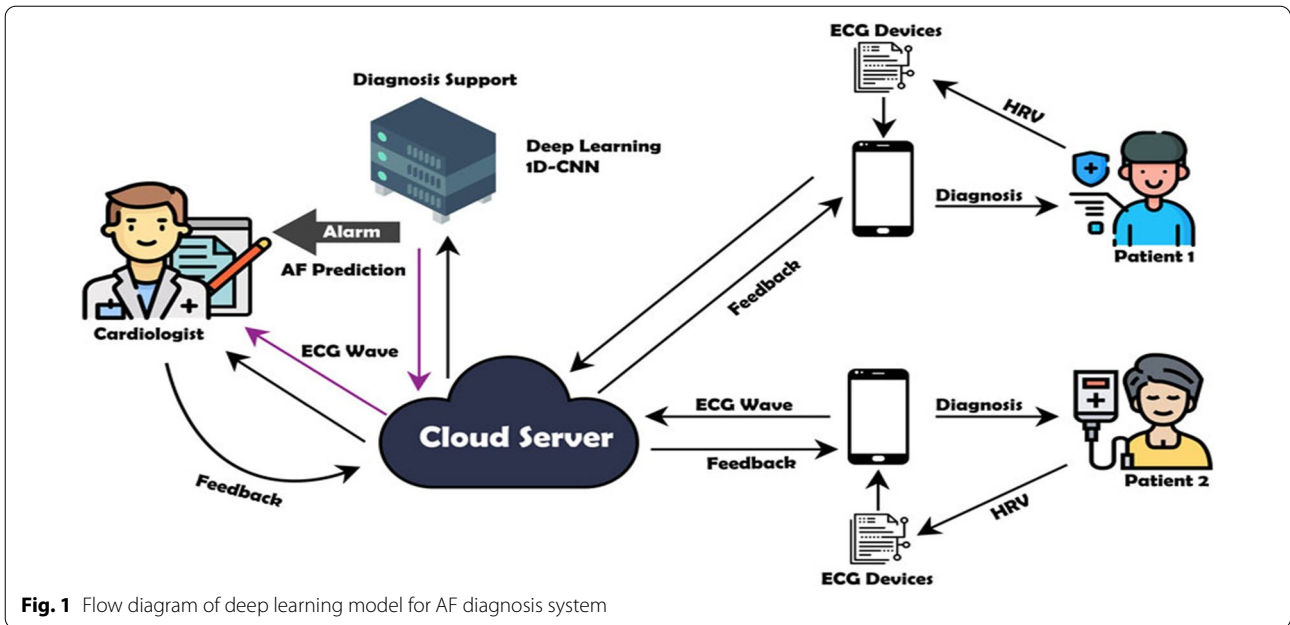 ECG Devices
Diagnosis Support
Deep Learning
1D-CNN
HRV
Alarm
AF Prediction
Diagnosis
Patient 1
Cardiologist
Feedback
ECG Wave
ECG Wave
Diagnosis
Cloud Server
Feedback
Feedback
HRV
Patient 2
ECG Devices
Fig. 1 Flow diagram of deep learning model for AF diagnosis system